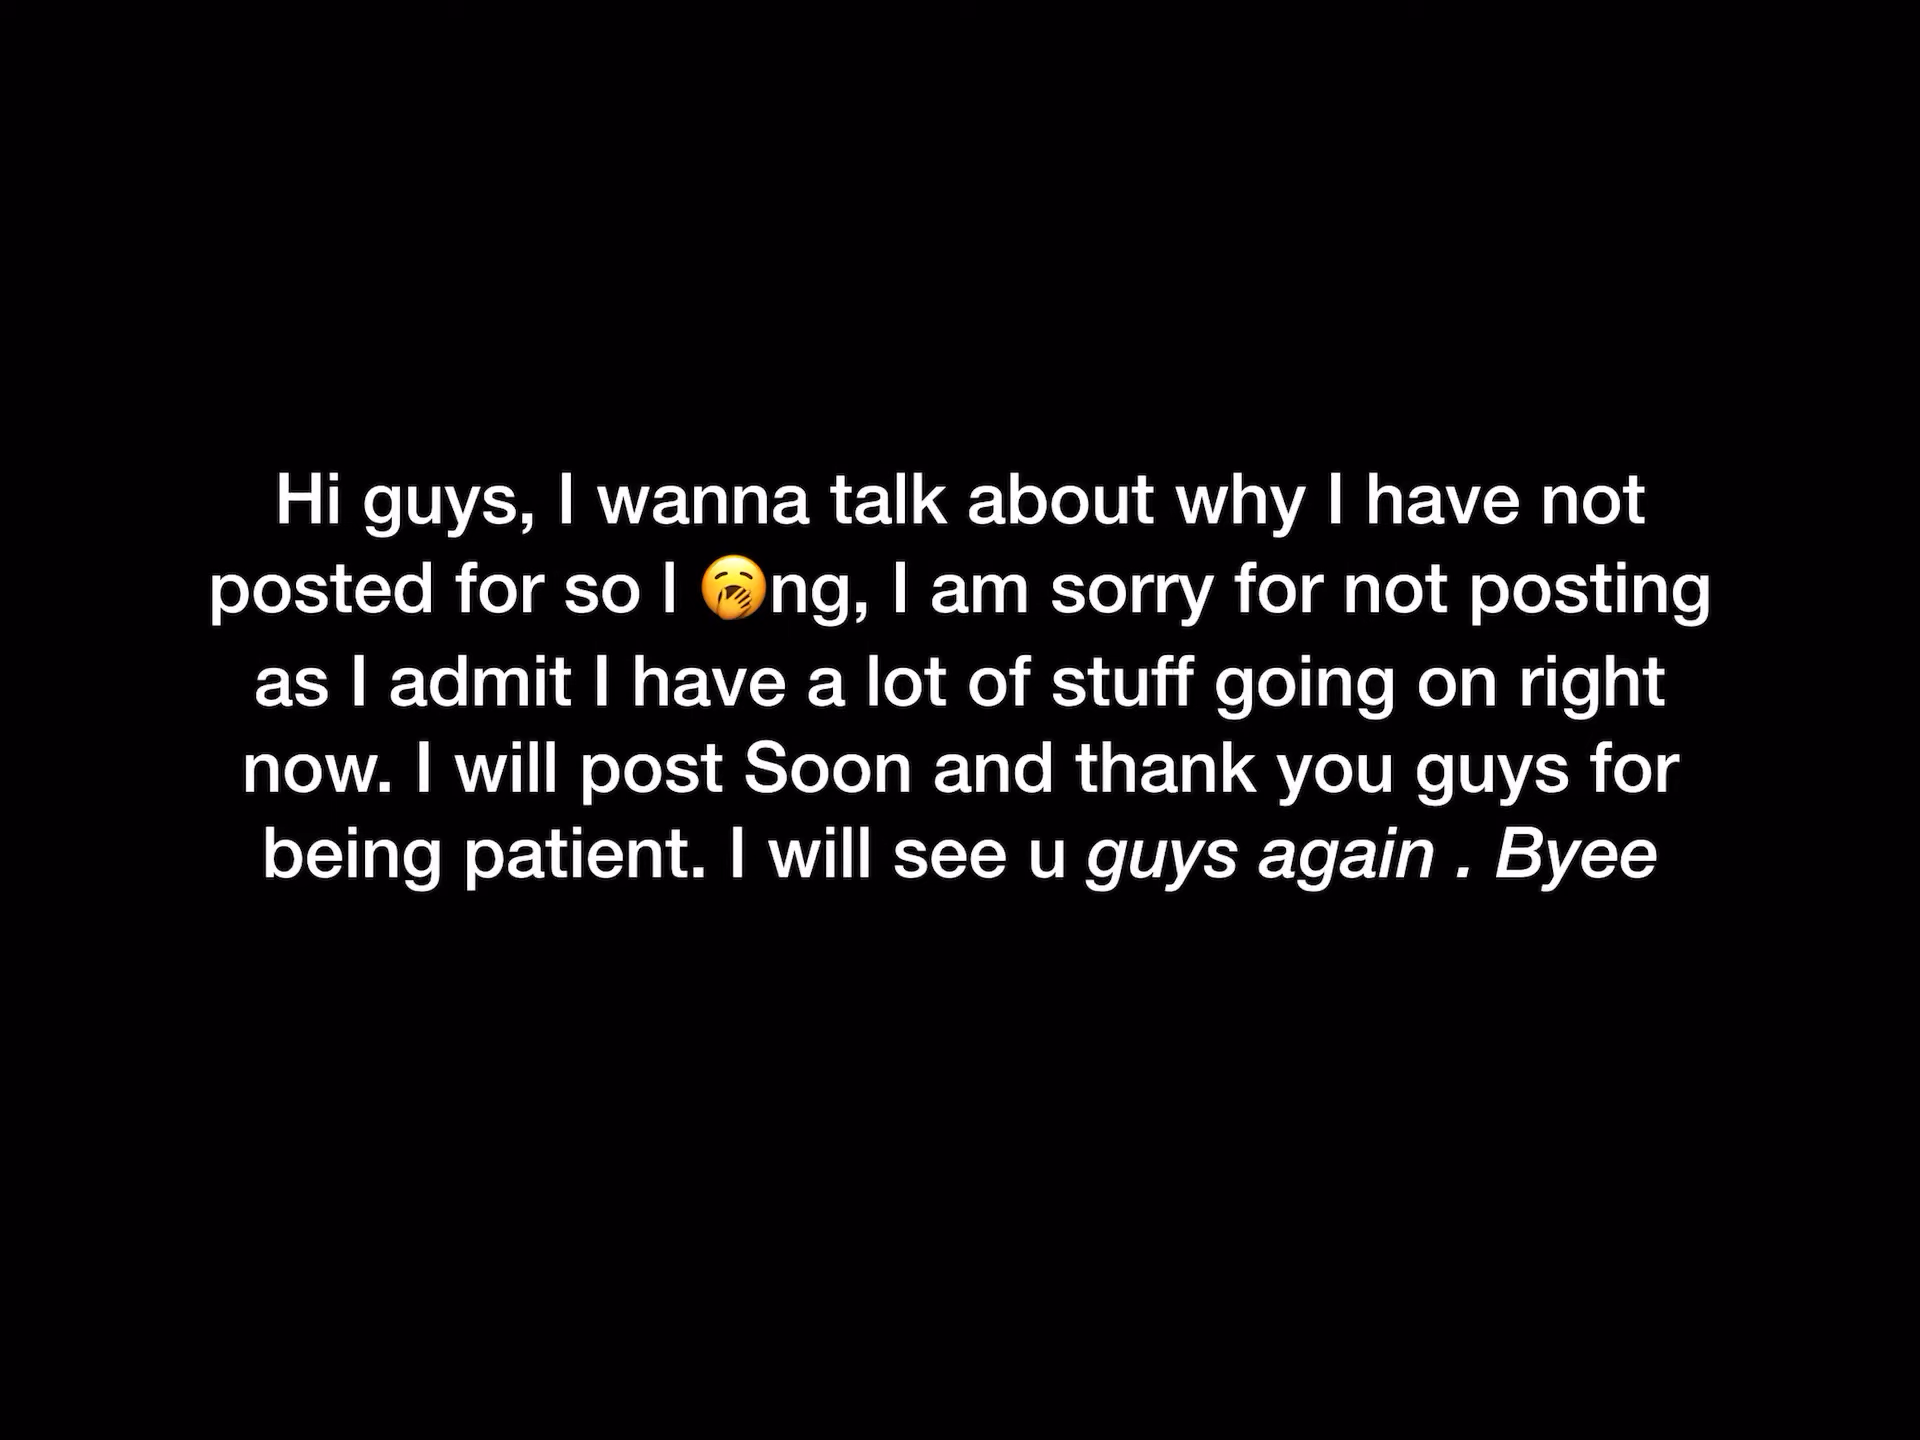 Hi guys, I wanna talk about why I have not
posted for so l 🥱ng, I am sorry for not posting
as I admit I have a lot of stuff going on right
now. I will post Soon and thank you guys for
being patient. I will see u guys again . Byee